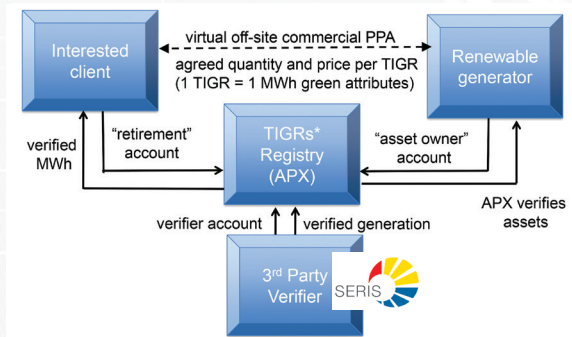 Interested
client
virtual off-site commercial PPA
agreed quantity and price per TIGR
(1 TIGR = 1 MWh green attributes)
Renewable
generator
verified
MWh
“retirement”
account
TIGRs*
Registry
(APX)
“asset owner”
account
APX verifies
assets
verifier account
verified generation
3rd Party
Verifier
SERIS